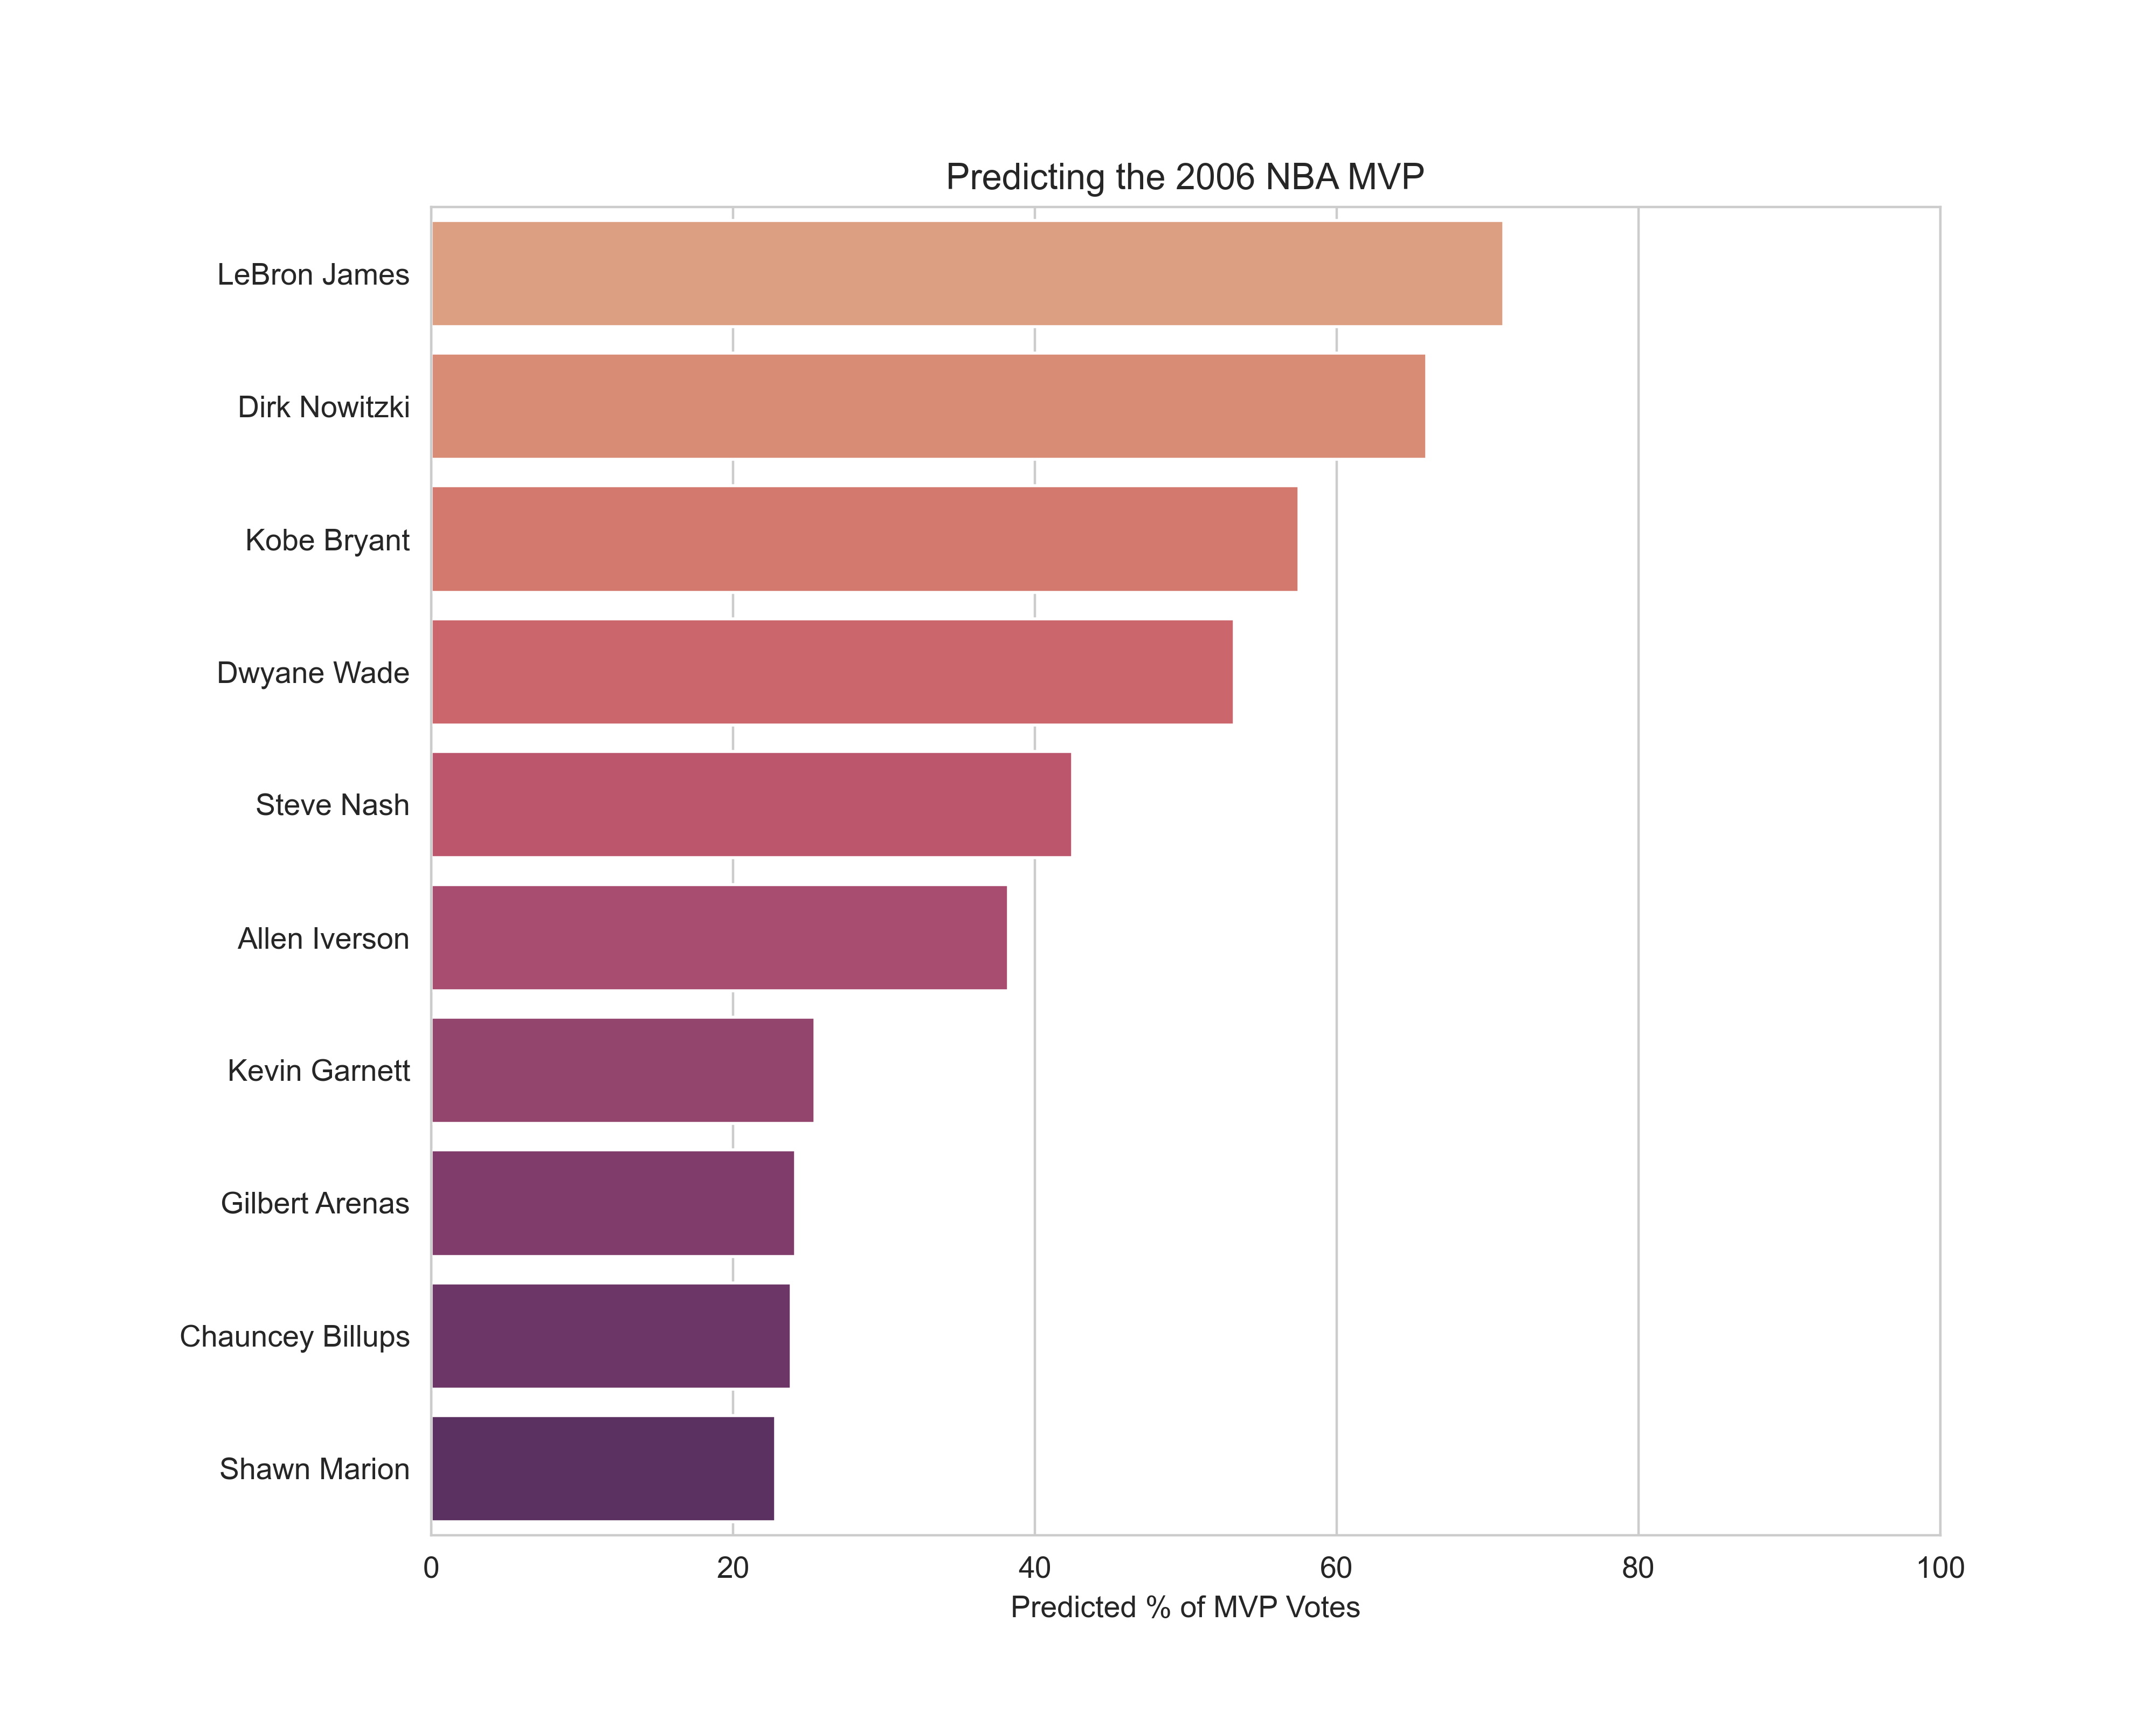 Predicting the 2006 NBA MVP
LeBron James
Dirk Nowitzki
Kobe Bryant
Dwyane Wade
Steve Nash
Allen Iverson
Kevin Garnett
Gilbert Arenas
Chauncey Billups
Shawn Marion
0 20 40 60 80 100
Predicted % of MVP Votes